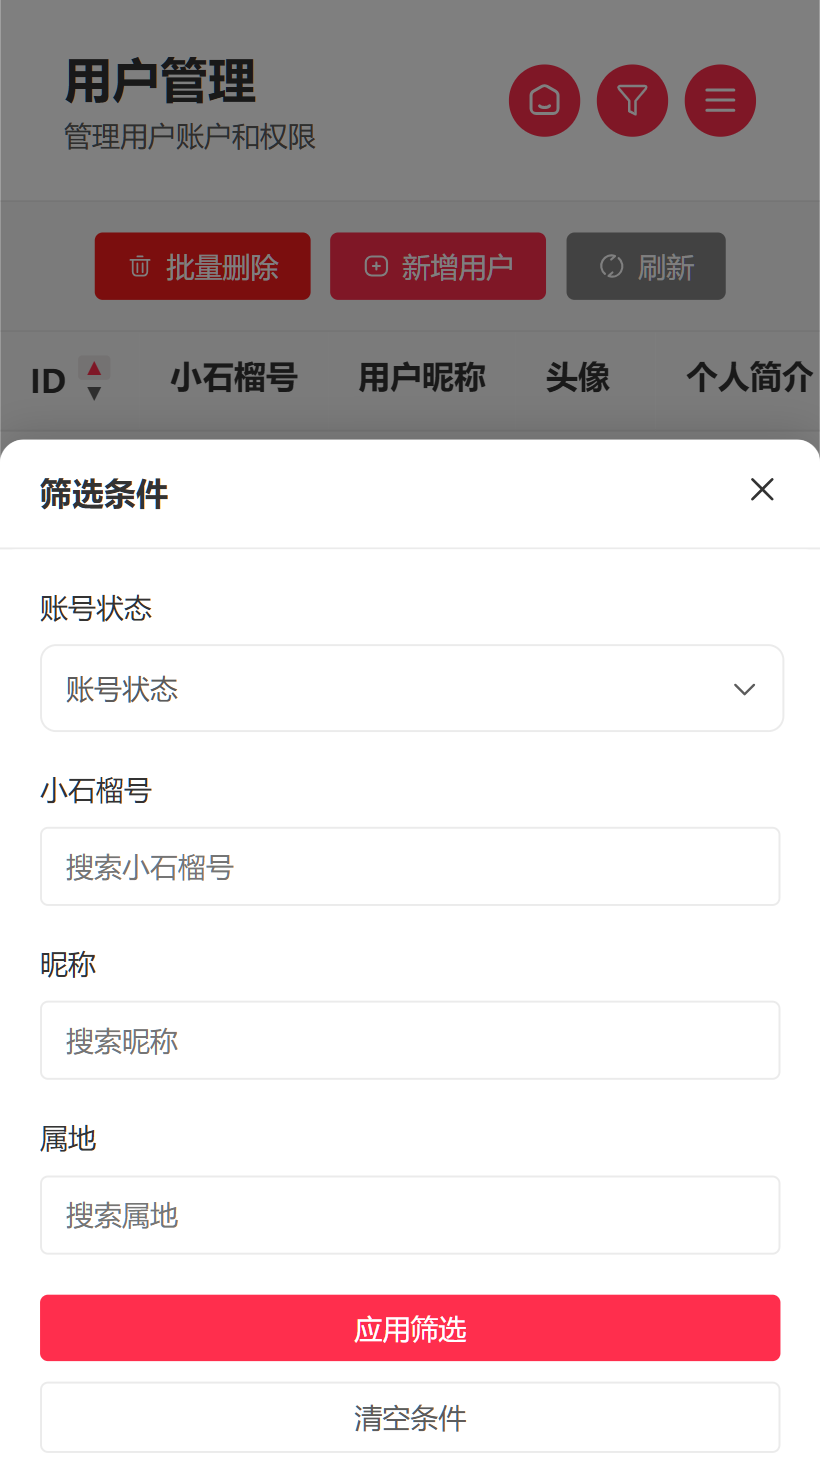 用户管理
管理用户账户和权限
批量删除 新增用户 刷新
ID ▲▼ 小石榴号 用户昵称 头像 个人简介
筛选条件
账号状态
账号状态
小石榴号
搜索小石榴号
昵称
搜索昵称
属地
搜索属地
应用筛选
清空条件